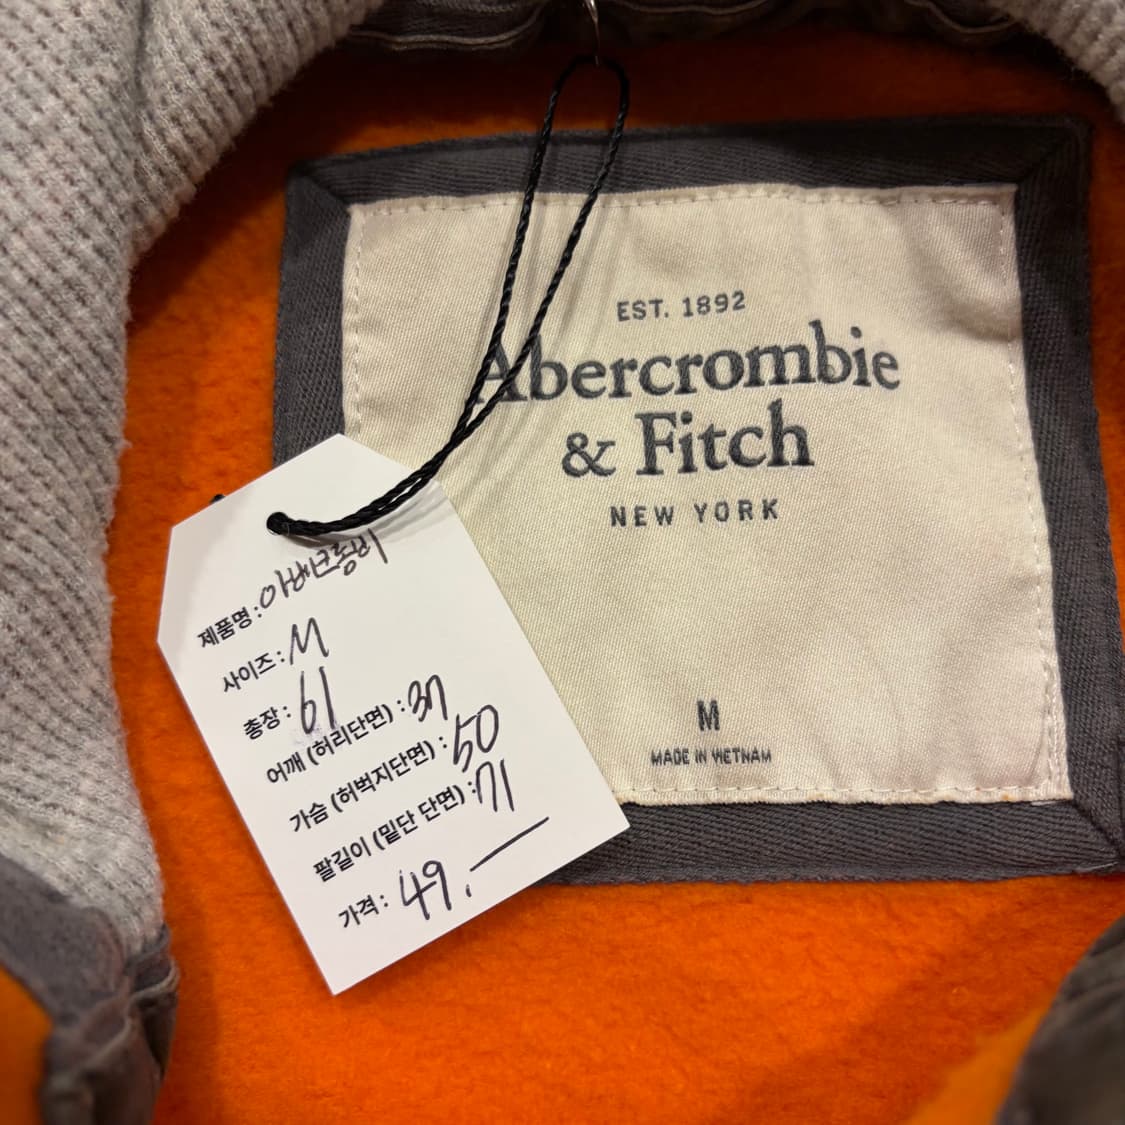 EST. 1892
Abercrombie
& Fitch
NEW YORK
M
MADE IN VIETNAM
제품명 : 아베크롬비
사이즈 : M
총장 : 61
어깨 (허리단면) : 37
가슴 (허벅지단면) : 50
팔길이 (밑단 단면) : 71
가격 : 49.—